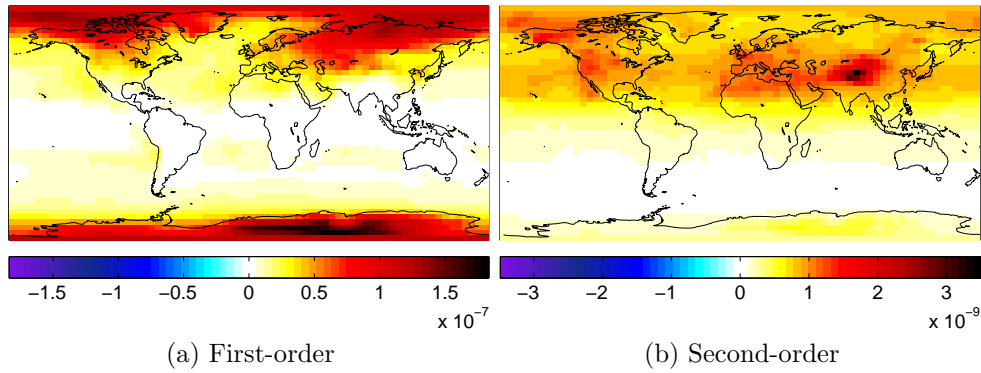 −1.5 −1 −0.5 0 0.5 1 1.5
x 10⁻⁷
(a) First-order
−3 −2 −1 0 1 2 3
x 10⁻⁹
(b) Second-order